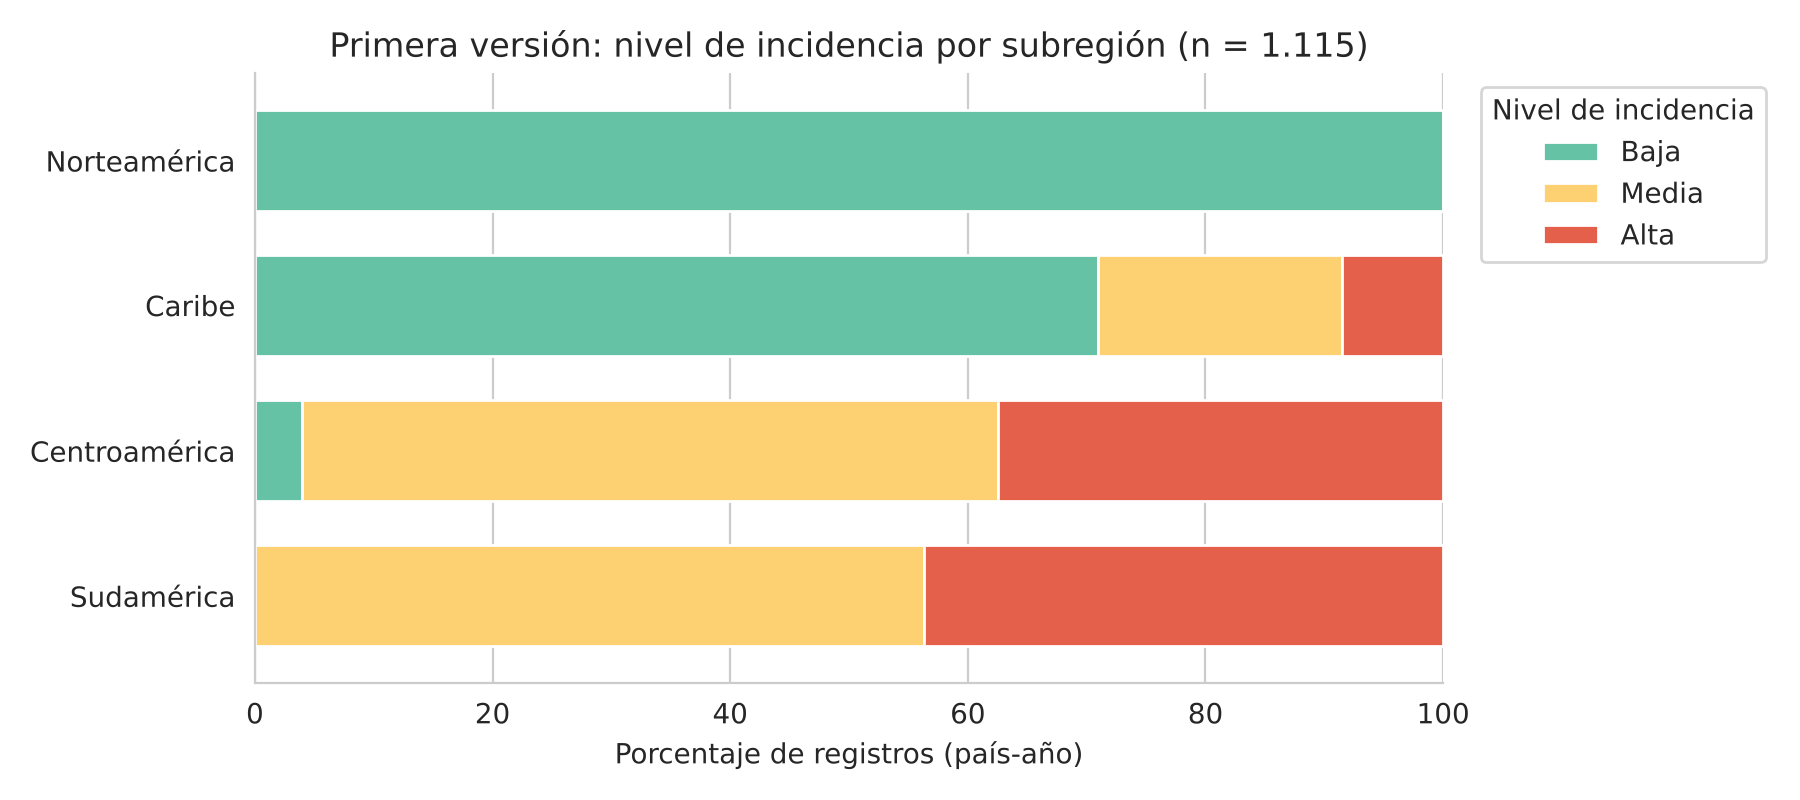 Primera versión: nivel de incidencia por subregión (n = 1.115)
Nivel de incidencia
Baja
Media
Alta
Norteamérica
Caribe
Centroamérica
Sudamérica
0 20 40 60 80 100
Porcentaje de registros (país-año)